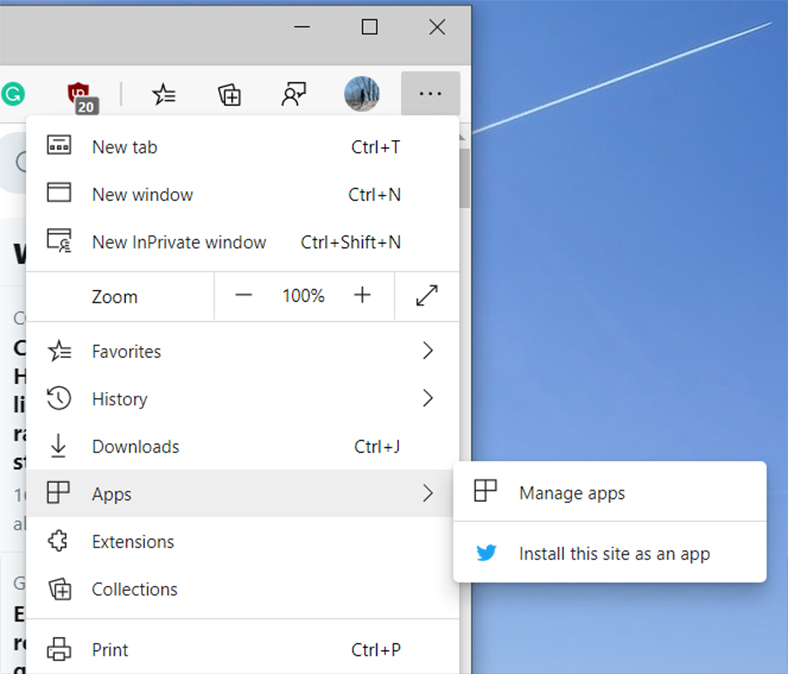 20
New tab Ctrl+T
New window Ctrl+N
New InPrivate window Ctrl+Shift+N
Zoom 100%
Favorites
History
Downloads Ctrl+J
Apps
Manage apps
Extensions
Install this site as an app
Collections
Print Ctrl+P